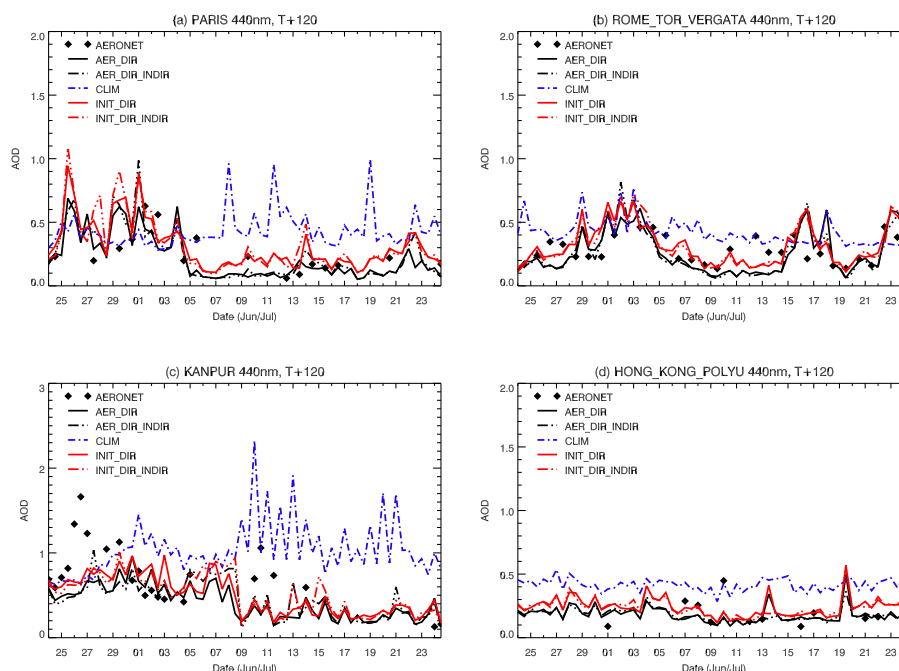 (a) PARIS 440nm, T+120
2.0
1.5
1.0
0.5
0.0
AOD
AERONET
AER_DIR
AER_DIR_INDIR
CLIM
INIT_DIR
INIT_DIR_INDIR
25 27 29 01 03 05 07 09 11 13 15 17 19 21 23
Date (Jun/Jul)
(b) ROME_TOR_VERGATA 440nm, T+120
2.0
1.5
1.0
0.5
0.0
AOD
AERONET
AER_DIR
AER_DIR_INDIR
CLIM
INIT_DIR
INIT_DIR_INDIR
25 27 29 01 03 05 07 09 11 13 15 17 19 21 23
Date (Jun/Jul)
(c) KANPUR 440nm, T+120
3
2
1
0
AOD
AERONET
AER_DIR
AER_DIR_INDIR
CLIM
INIT_DIR
INIT_DIR_INDIR
25 27 29 01 03 05 07 09 11 13 15 17 19 21 23
Date (Jun/Jul)
(d) HONG_KONG_POLYU 440nm, T+120
2.0
1.5
1.0
0.5
0.0
AOD
AERONET
AER_DIR
AER_DIR_INDIR
CLIM
INIT_DIR
INIT_DIR_INDIR
25 27 29 01 03 05 07 09 11 13 15 17 19 21 23
Date (Jun/Jul)